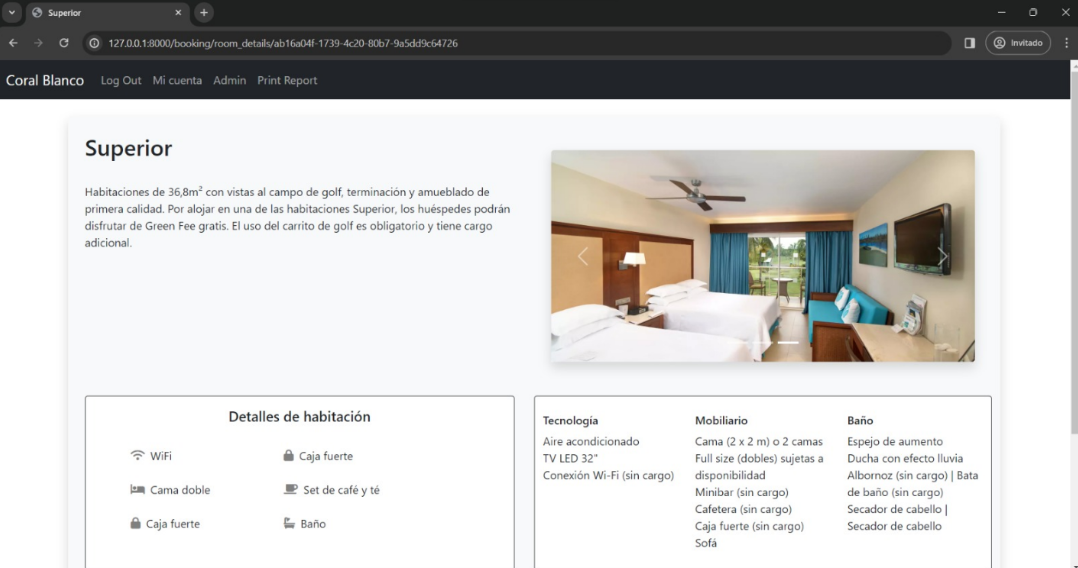 Superior
127.0.0.1:8000/booking/room_details/ab16a04f-1739-4c20-80b7-9a5dd9c64726
Invitado
Coral Blanco Log Out Mi cuenta Admin Print Report
Superior
Habitaciones de 36,8m² con vistas al campo de golf, terminación y amueblado de
primera calidad. Por alojar en una de las habitaciones Superior, los huéspedes podrán
disfrutar de Green Fee gratis. El uso del carrito de golf es obligatorio y tiene cargo
adicional.
Detalles de habitación
WiFi
Caja fuerte
Cama doble
Set de café y té
Caja fuerte
Baño
Tecnología
Aire acondicionado
TV LED 32"
Conexión Wi-Fi (sin cargo)
Mobiliario
Cama (2 x 2 m) o 2 camas
Full size (dobles) sujetas a
disponibilidad
Minibar (sin cargo)
Cafetera (sin cargo)
Caja fuerte (sin cargo)
Sofá
Baño
Espejo de aumento
Ducha con efecto lluvia
Albornoz (sin cargo) | Bata
de baño (sin cargo)
Secador de cabello |
Secador de cabello